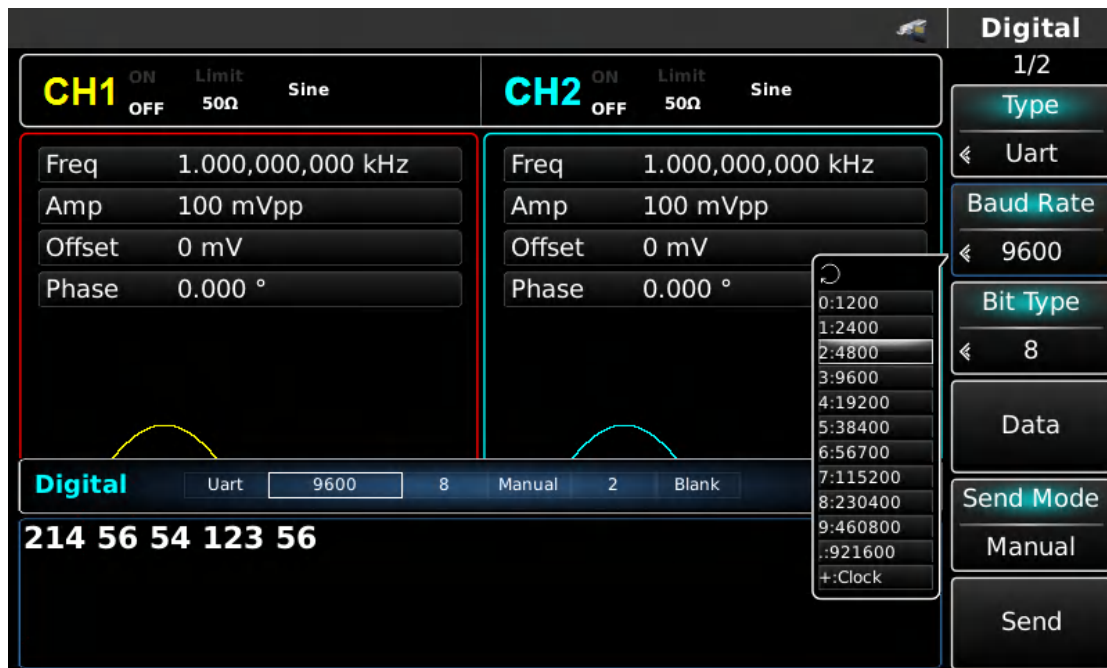 Digital
1/2
CH1 ON OFF Limit 50Ω Sine
CH2 ON OFF Limit 50Ω Sine
Freq 1.000,000,000 kHz
Amp 100 mVpp
Offset 0 mV
Phase 0.000 °
Freq 1.000,000,000 kHz
Amp 100 mVpp
Offset 0 mV
Phase 0.000 °
0:1200
1:2400
2:4800
3:9600
4:19200
5:38400
6:56700
7:115200
8:230400
9:460800
.:921600
+:Clock
Digital Uart 9600 8 Manual 2 Blank
214 56 54 123 56
Type
Uart
Baud Rate
9600
Bit Type
8
Data
Send Mode
Manual
Send